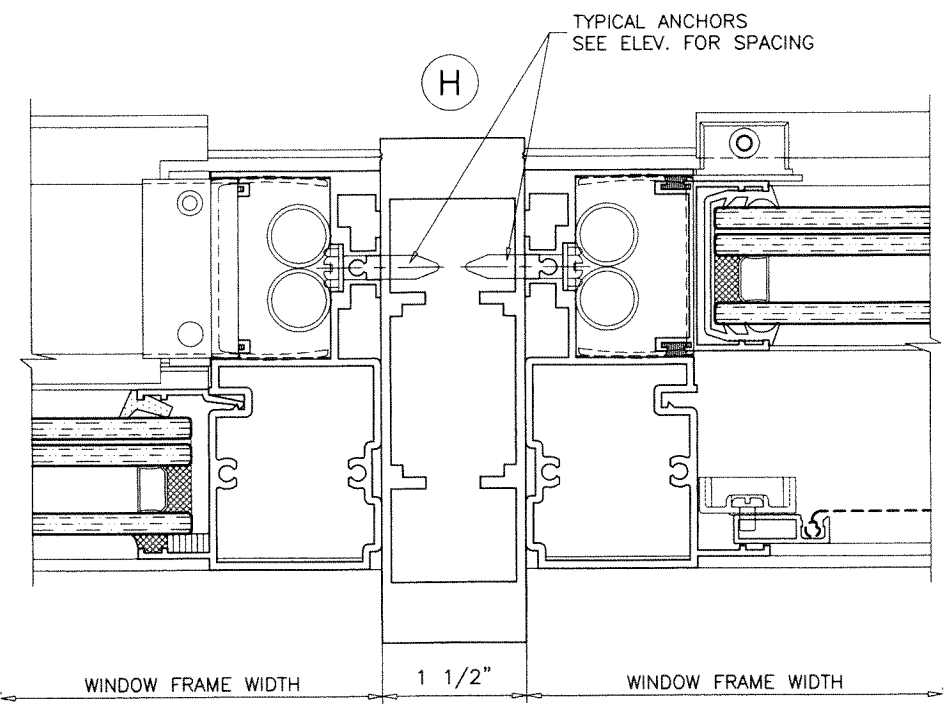 TYPICAL ANCHORS
SEE ELEV. FOR SPACING
H
WINDOW FRAME WIDTH
1 1/2"
WINDOW FRAME WIDTH